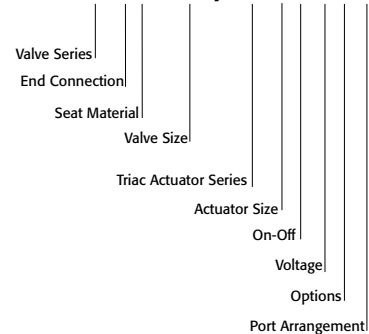 Valve Series
End Connection
Seat Material
Valve Size
Triac Actuator Series
Actuator Size
On-Off
Voltage
Options
Port Arrangement